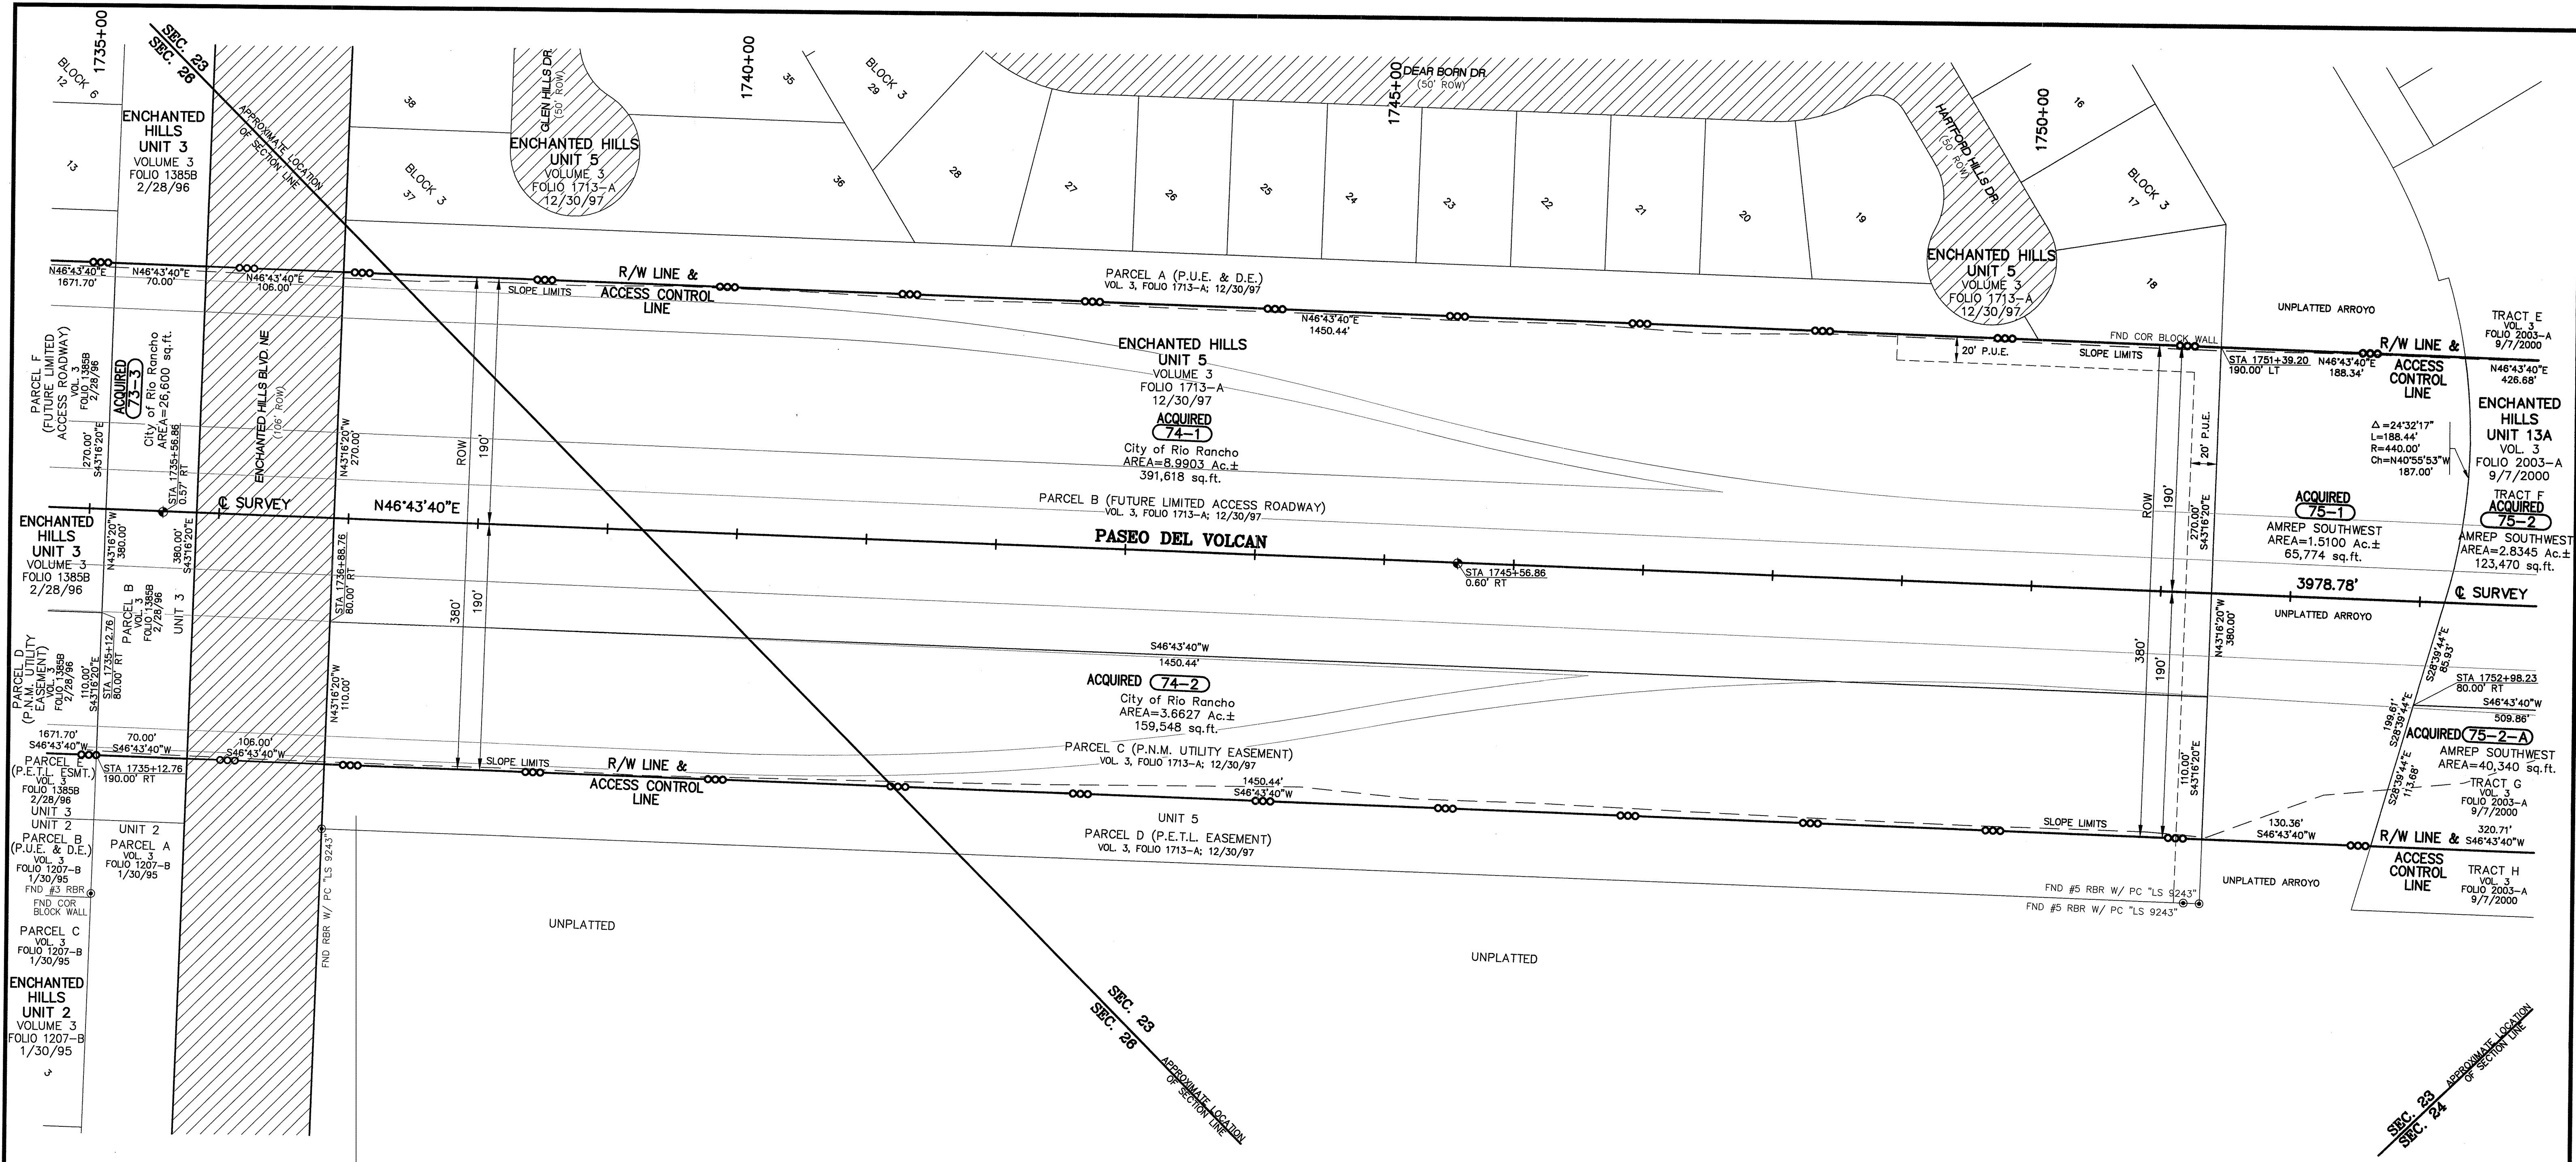 1735+00
SEC. 23
SEC. 26
BLOCK 6
12
13
ENCHANTED
HILLS
UNIT 3
VOLUME 3
FOLIO 1385B
2/28/96
APPROXIMATE LOCATION
OF
SECTION LINE
38
BLOCK 3
37
GLEN HILLS DR.
(50' ROW)
ENCHANTED HILLS
UNIT 5
VOLUME 3
FOLIO 1713-A
12/30/97
1740+00
35
36
BLOCK 3
29
28
27
26
25
24
23
22
21
20
19
DEAR BORN DR.
(50' ROW)
1745+00
HARTFORD HILLS DR.
(50' ROW)
1750+00
16
BLOCK 3
17
18
ENCHANTED HILLS
UNIT 5
VOLUME 3
FOLIO 1713-A
12/30/97
UNPLATTED ARROYO
TRACT E
VOL. 3
FOLIO 2003-A
9/7/2000
N46°43'40"E
1671.70'
N46°43'40"E
70.00'
N46°43'40"E
106.00'
R/W LINE &
ACCESS CONTROL
LINE
SLOPE LIMITS
PARCEL A (P.U.E. & D.E.)
VOL. 3, FOLIO 1713-A; 12/30/97
N46°43'40"E
1450.44'
20' P.U.E.
FND COR BLOCK WALL
SLOPE LIMITS
STA 1751+39.20
190.00' LT
N46°43'40"E
188.34'
R/W LINE &
ACCESS
CONTROL
LINE
N46°43'40"E
426.68'
PARCEL F
(FUTURE LIMITED
ACCESS ROADWAY)
VOL. 3
FOLIO 1385B
2/28/96
270.00'
S43°16'20"E
ACQUIRED
73-3
City of Rio Rancho
AREA=26,600 sq.ft.
STA 1735+56.86
0.57' RT
ENCHANTED HILLS BLVD. NE
(106' ROW)
N43°16'20"W
270.00'
ROW
190'
ENCHANTED HILLS
UNIT 5
VOLUME 3
FOLIO 1713-A
12/30/97
ACQUIRED
74-1
City of Rio Rancho
AREA=8.9903 Ac.±
391,618 sq.ft.
PARCEL B (FUTURE LIMITED ACCESS ROADWAY)
VOL. 3, FOLIO 1713-A; 12/30/97
ROW
190'
20' P.U.E.
270.00'
S43°16'20"E
Δ =24°32'17"
L=188.44'
R=440.00'
Ch=N40°55'53"W
187.00'
ENCHANTED
HILLS
UNIT 13A
VOL. 3
FOLIO 2003-A
9/7/2000
ACQUIRED
75-1
AMREP SOUTHWEST
AREA=1.5100 Ac.±
65,774 sq.ft.
TRACT F
ACQUIRED
75-2
AMREP SOUTHWEST
AREA=2.8345 Ac.±
123,470 sq.ft.
ENCHANTED
HILLS
UNIT 3
VOLUME 3
FOLIO 1385B
2/28/96
N43°16'20"W
380.00'
380.00'
S43°16'20"E
℄ SURVEY
N46°43'40"E
PASEO DEL VOLCAN
STA 1745+56.86
0.60' RT
3978.78'
℄ SURVEY
UNPLATTED ARROYO
PARCEL B
VOL. 3
FOLIO 1385B
2/28/96
UNIT 3
STA 1736+88.76
80.00' RT
380'
190'
380'
190'
N43°16'20"W
380.00'
S28°39'44"E
85.93'
PARCEL D
(P.N.M. UTILITY
EASEMENT)
VOL. 3
FOLIO 1385B
2/28/96
110.00'
S43°16'20"E
STA 1735+12.76
80.00' RT
N43°16'20"W
110.00'
S46°43'40"W
1450.44'
ACQUIRED 74-2
City of Rio Rancho
AREA=3.6627 Ac.±
159,548 sq.ft.
PARCEL C (P.N.M. UTILITY EASEMENT)
VOL. 3, FOLIO 1713-A; 12/30/97
STA 1752+98.23
80.00' RT
S46°43'40"W
509.86'
199.61'
S28°39'44"E
ACQUIRED 75-2-A
AMREP SOUTHWEST
AREA=40,340 sq.ft.
TRACT G
VOL. 3
FOLIO 2003-A
9/7/2000
S28°39'44"E
113.68'
110.00'
S43°16'20"E
1671.70'
S46°43'40"W
70.00'
S46°43'40"W
106.00'
S46°43'40"W
STA 1735+12.76
190.00' RT
SLOPE LIMITS
R/W LINE &
ACCESS CONTROL
LINE
1450.44'
S46°43'40"W
SLOPE LIMITS
130.36'
S46°43'40"W
R/W LINE &
ACCESS
CONTROL
LINE
320.71'
S46°43'40"W
PARCEL E
(P.E.T.L. ESMT.)
VOL. 3
FOLIO 1385B
2/28/96
UNIT 3
UNIT 2
PARCEL B
(P.U.E. & D.E.)
VOL. 3
FOLIO 1207-B
1/30/95
FND #3 RBR
FND COR
BLOCK WALL
UNIT 2
PARCEL A
VOL. 3
FOLIO 1207-B
1/30/95
PARCEL C
VOL. 3
FOLIO 1207-B
1/30/95
ENCHANTED
HILLS
UNIT 2
VOLUME 3
FOLIO 1207-B
1/30/95
3
FND RBR W/ PC "LS 9243"
UNIT 5
PARCEL D (P.E.T.L. EASEMENT)
VOL. 3, FOLIO 1713-A; 12/30/97
FND #5 RBR W/ PC "LS 9243"
FND #5 RBR W/ PC "LS 9243"
UNPLATTED ARROYO
TRACT H
VOL. 3
FOLIO 2003-A
9/7/2000
UNPLATTED
UNPLATTED
SEC. 23
SEC. 26
APPROXIMATE LOCATION
OF SECTION LINE
SEC. 23
SEC. 24
APPROXIMATE LOCATION
OF SECTION LINE